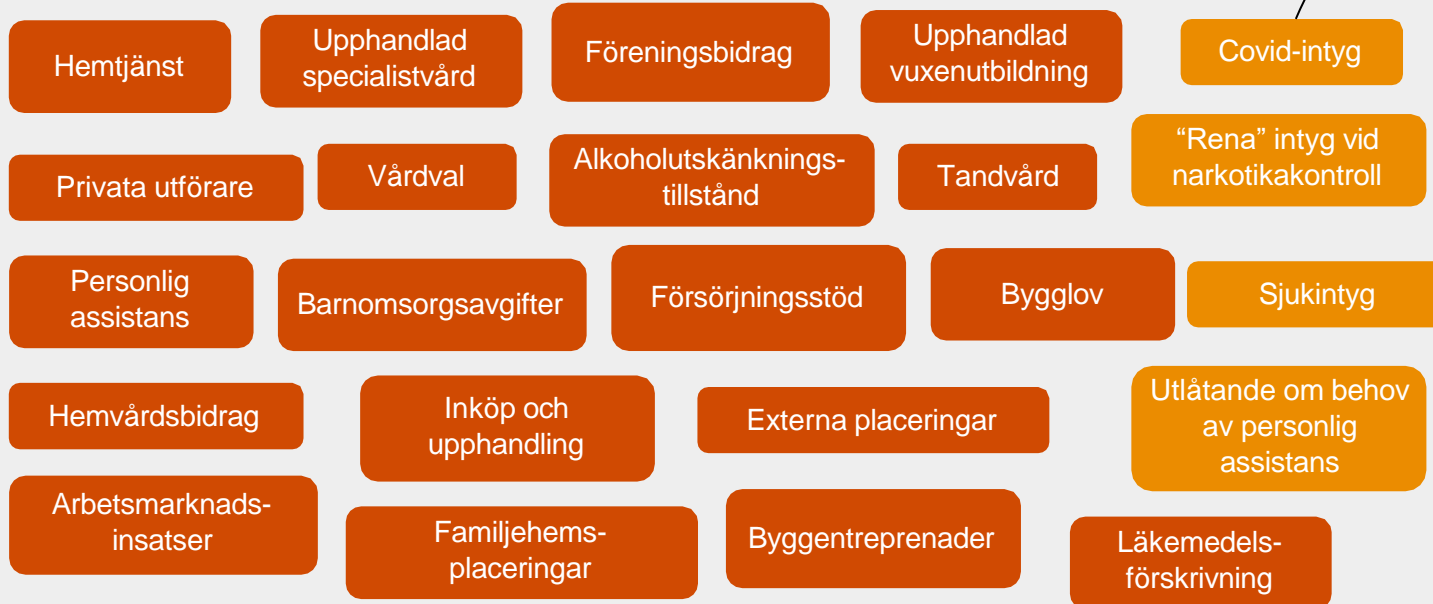 Hemtjänst
Upphandlad
specialistvård
Föreningsbidrag
Upphandlad
vuxenutbildning
Covid-intyg
Privata utförare
Vårdval
Alkoholutskänknings-
tillstånd
Tandvård
“Rena” intyg vid
narkotikakontroll
Personlig
assistans
Barnomsorgsavgifter
Försörjningsstöd
Bygglov
Sjukintyg
Hemvårdsbidrag
Inköp och
upphandling
Externa placeringar
Utlåtande om behov
av personlig
assistans
Arbetsmarknads-
insatser
Familjehems-
placeringar
Byggentreprenader
Läkemedels-
förskrivning